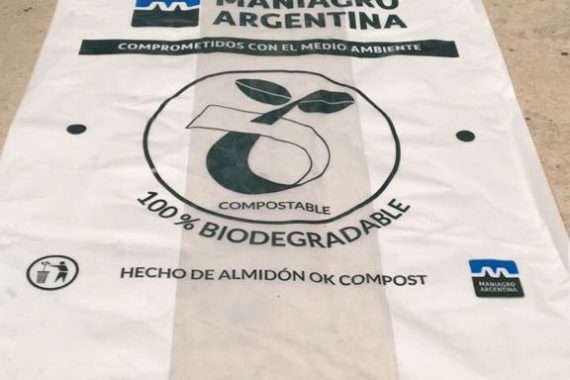 MANIAGRO
ARGENTINA
COMPROMETIDOS CON EL MEDIO AMBIENTE
COMPOSTABLE
100% BIODEGRADABLE
HECHO DE ALMIDÓN OK COMPOST
MANIAGRO
ARGENTINA